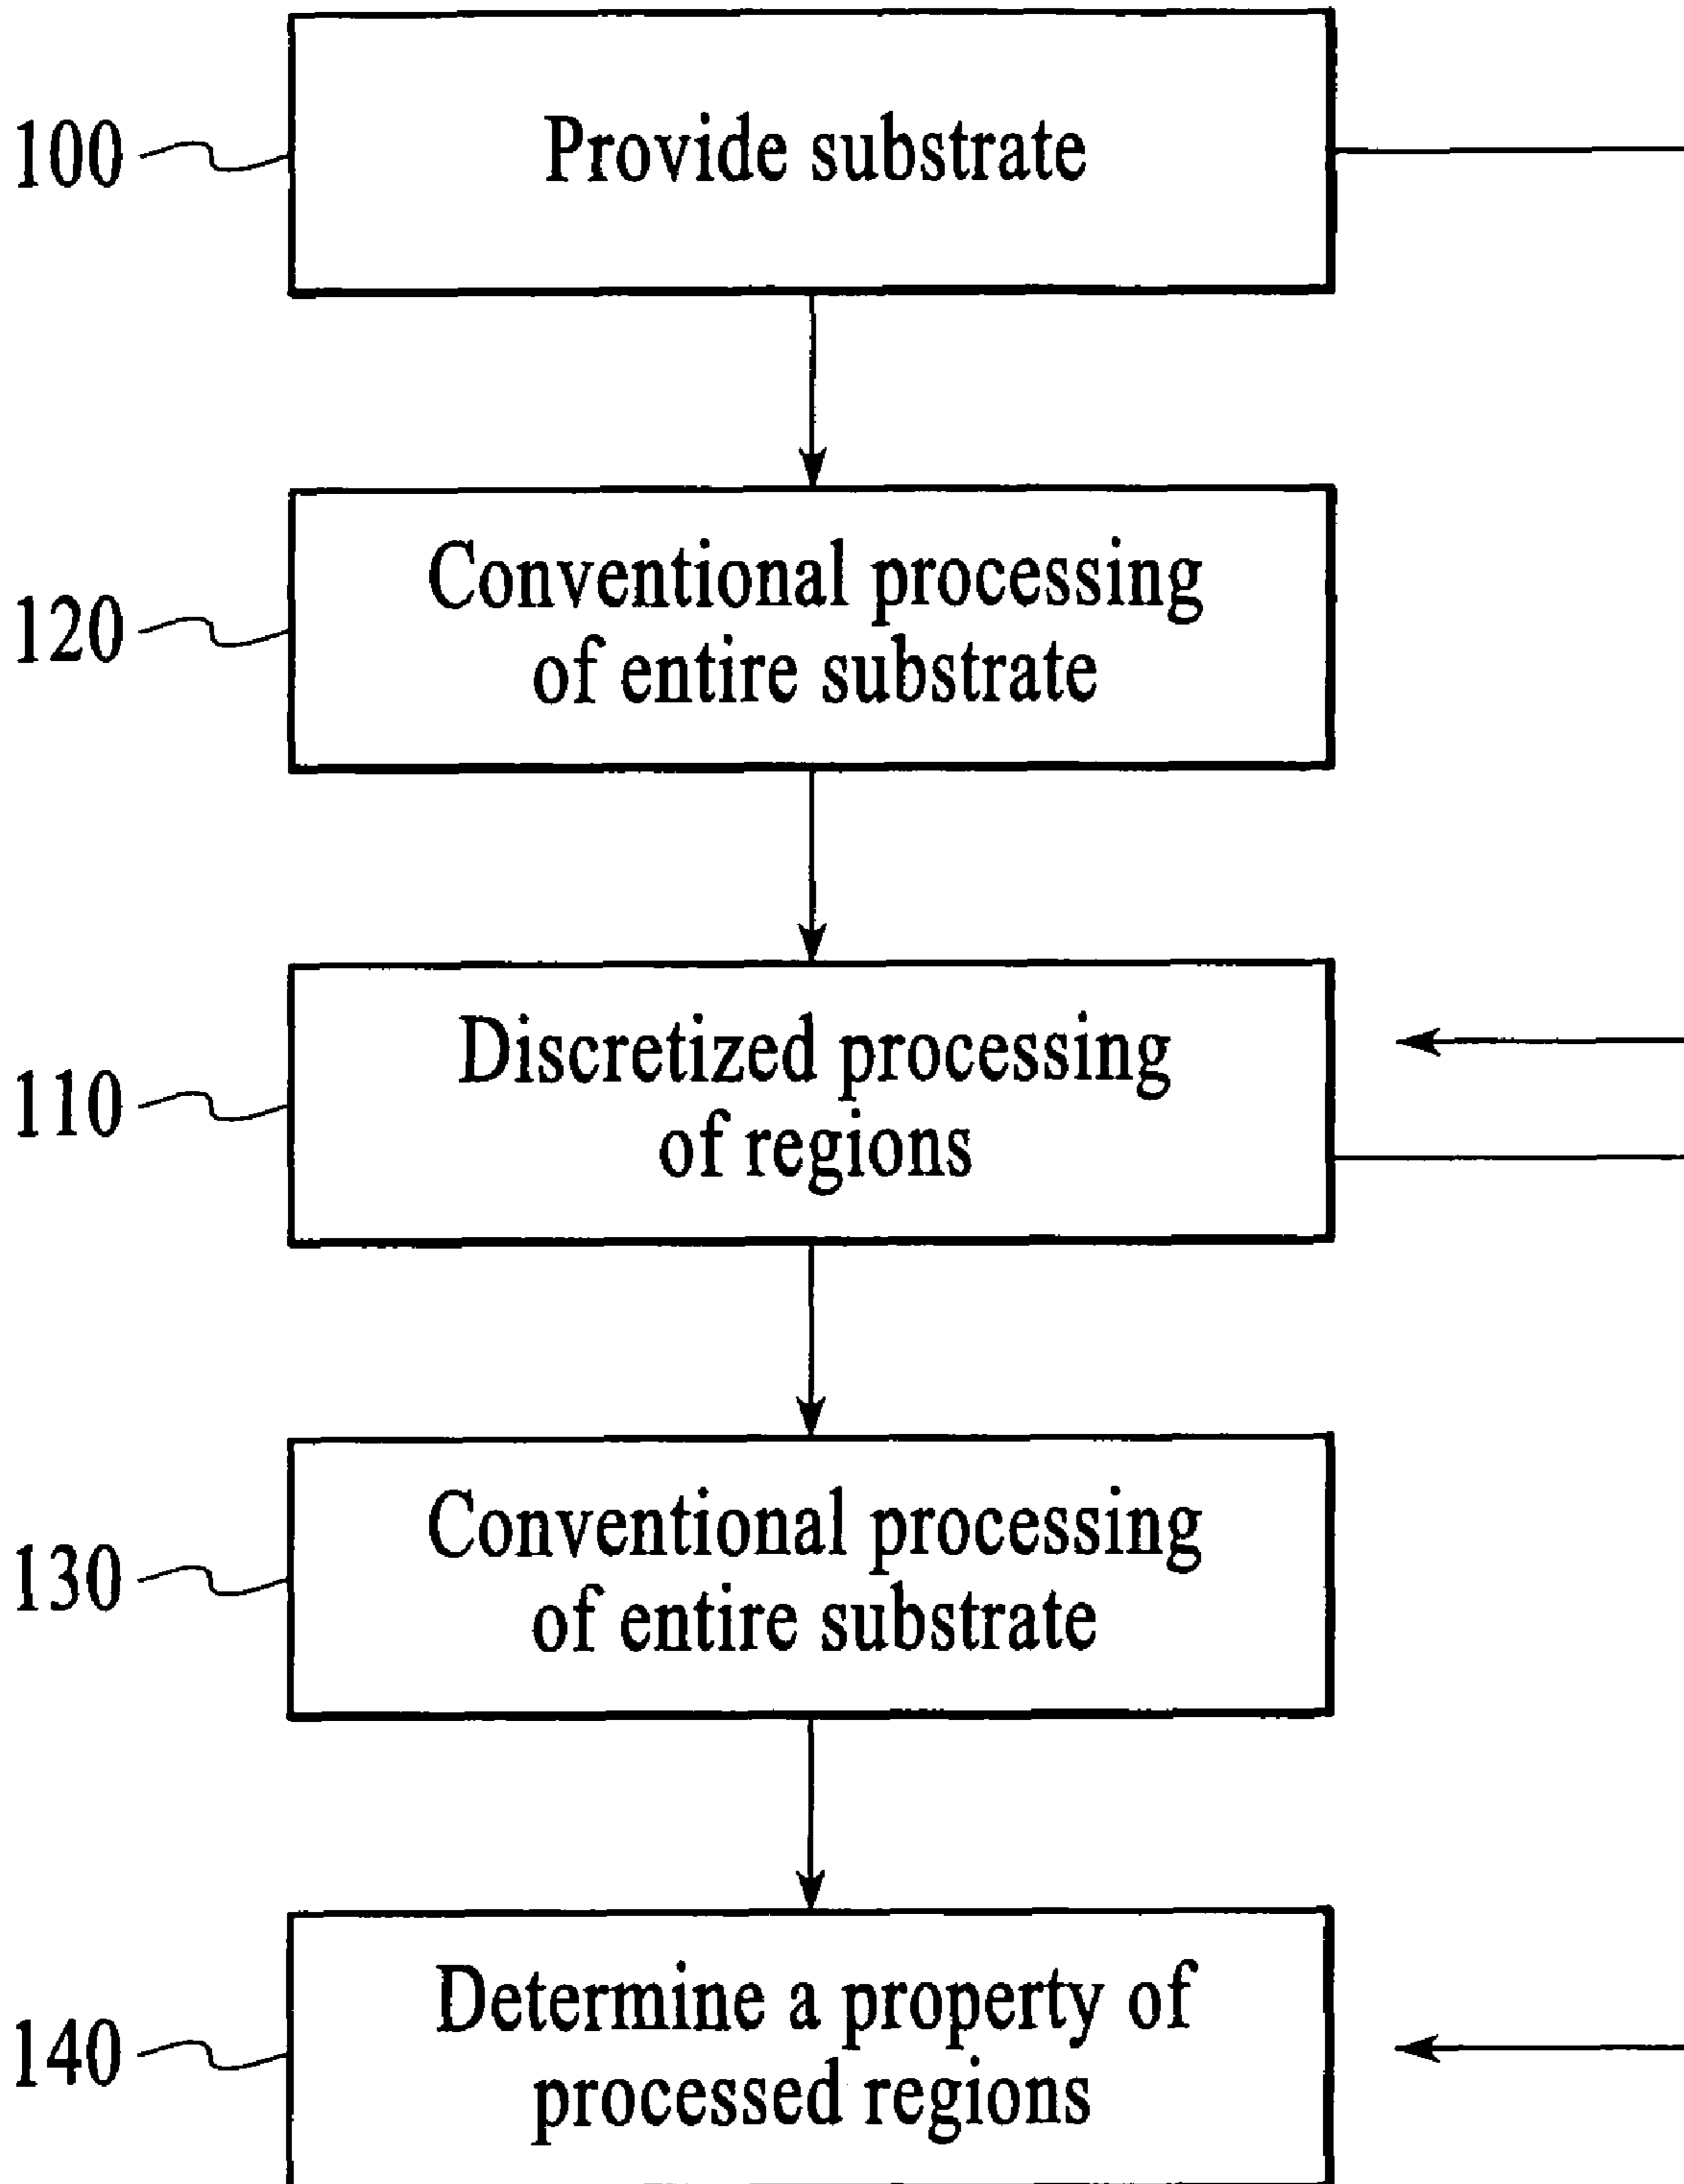 100
Provide substrate
120
Conventional processing
of entire substrate
110
Discretized processing
of regions
130
Conventional processing
of entire substrate
140
Determine a property of
processed regions